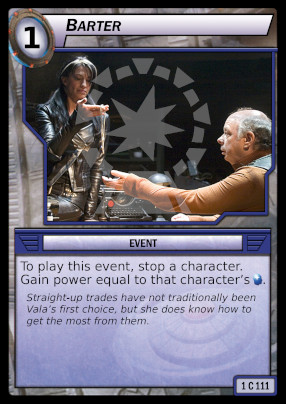 1
BARTER
EVENT
To play this event, stop a character.
Gain power equal to that character's .
Straight-up trades have not traditionally been
Vala's first choice, but she does know how to
get the most from them.
1 C 111